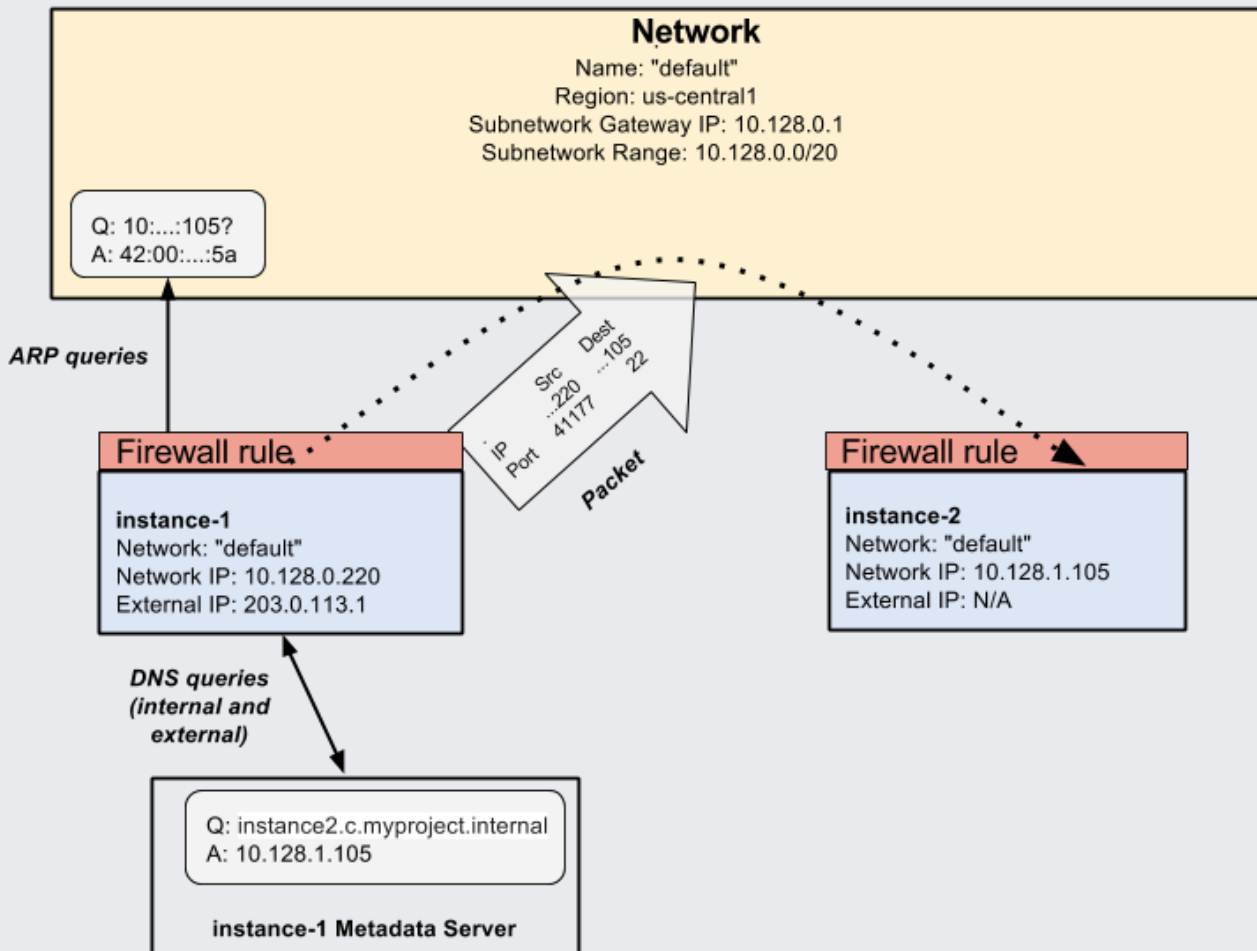 Network
Name: "default"
Region: us-central1
Subnetwork Gateway IP: 10.128.0.1
Subnetwork Range: 10.128.0.0/20
Q: 10:...:105?
A: 42:00:...:5a
ARP queries
Src Dest
IP ...220 ...105
Port 41177 22
Packet
Firewall rule
instance-1
Network: "default"
Network IP: 10.128.0.220
External IP: 203.0.113.1
Firewall rule
instance-2
Network: "default"
Network IP: 10.128.1.105
External IP: N/A
DNS queries
(internal and
external)
Q: instance2.c.myproject.internal
A: 10.128.1.105
instance-1 Metadata Server